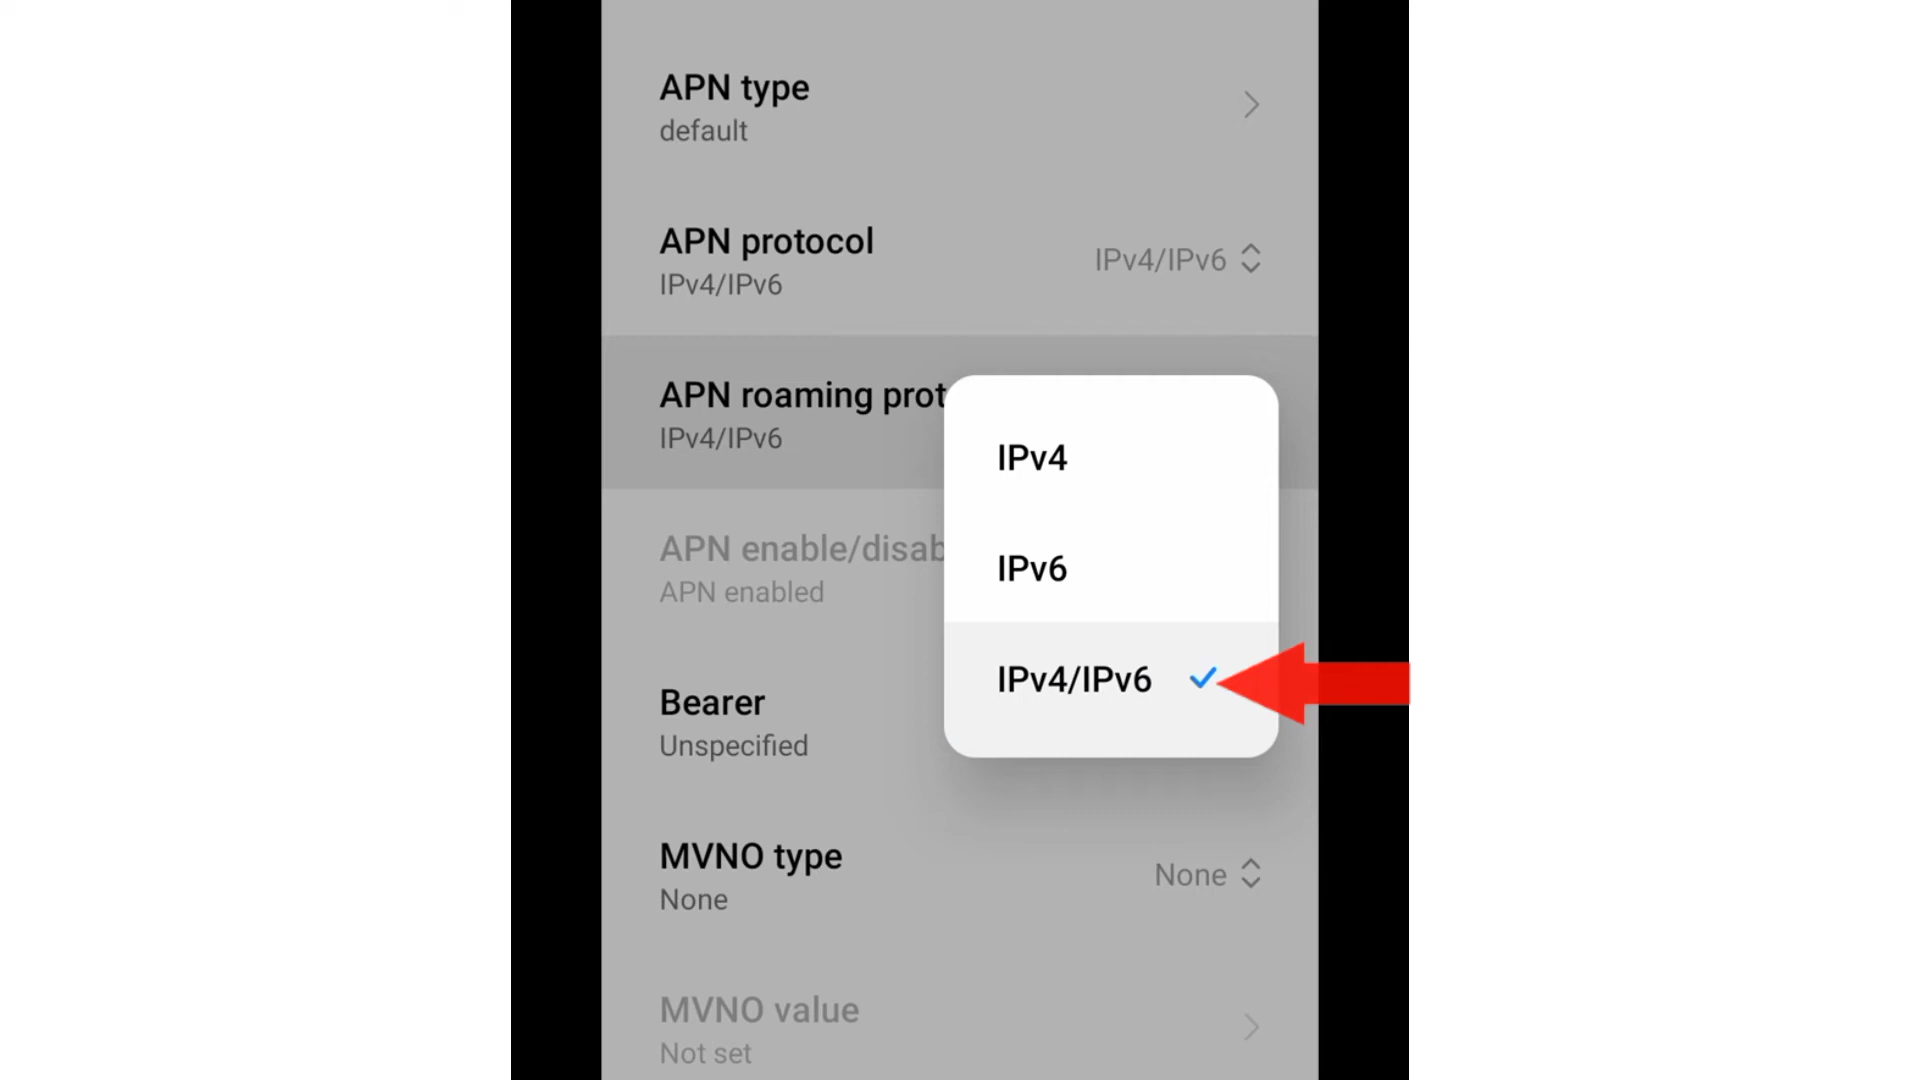 APN type
default
APN protocol
IPv4/IPv6
IPv4/IPv6
APN roaming prot
IPv4/IPv6
IPv4
IPv6
IPv4/IPv6
APN enable/disab
APN enabled
Bearer
Unspecified
MVNO type
None
None
MVNO value
Not set